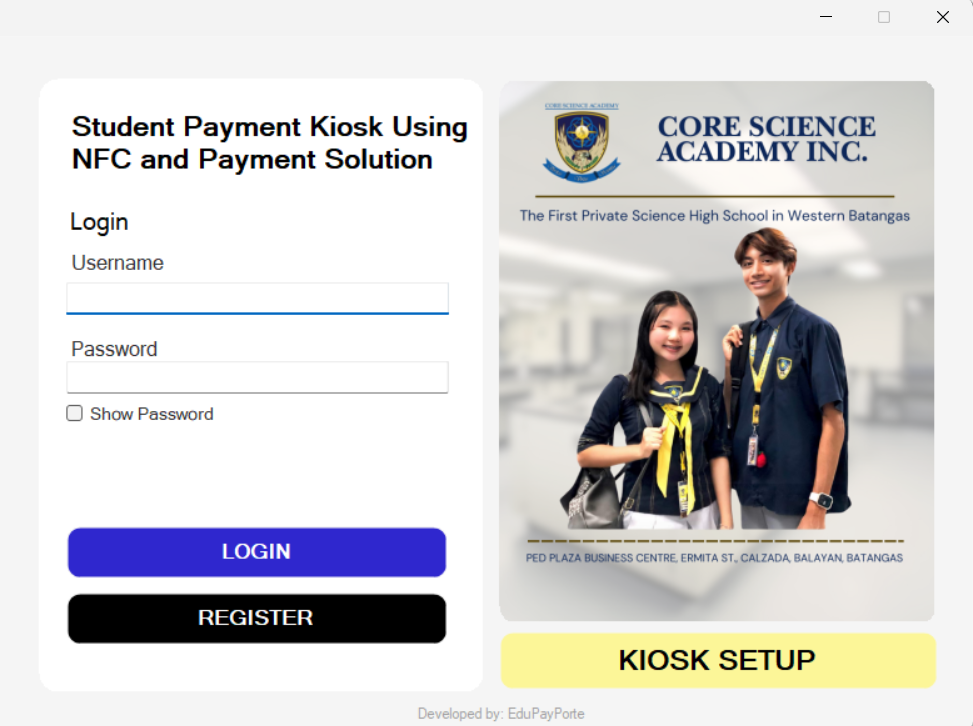 Student Payment Kiosk Using
NFC and Payment Solution
Login
Username
Password
Show Password
LOGIN
REGISTER
CORE SCIENCE ACADEMY
CORE SCIENCE
ACADEMY INC.
The First Private Science High School in Western Batangas
PED PLAZA BUSINESS CENTRE, ERMITA ST., CALZADA, BALAYAN, BATANGAS
KIOSK SETUP
Developed by: EduPayPorte